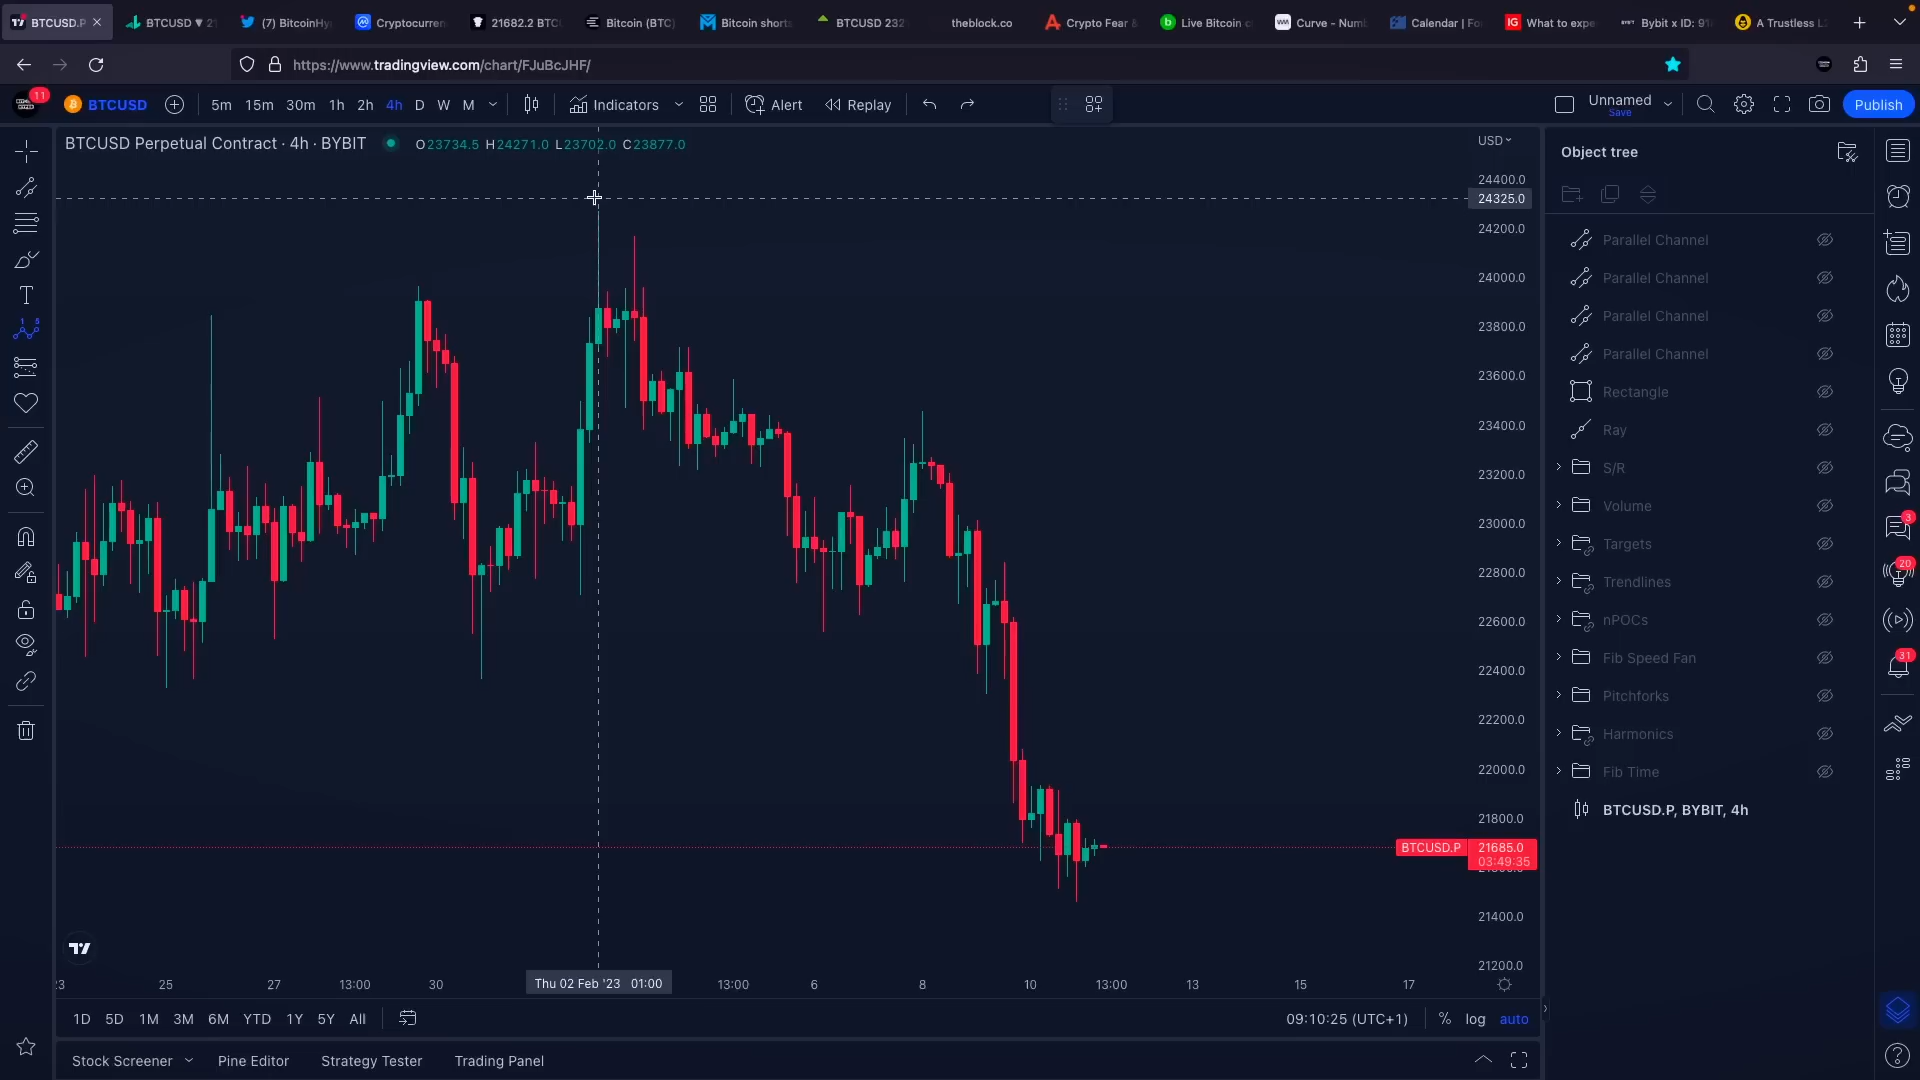 BTCUSD.P
BTCUSD ▼ 21
(7) BitcoinHy
Cryptocurren
21682.2 BTC
Bitcoin (BTC)
Bitcoin shorts
BTCUSD 232
theblock.co
Crypto Fear &
Live Bitcoin c
Curve - Numb
Calendar | Fo
IG What to expe
Bybit x ID: 91
A Trustless L
https://www.tradingview.com/chart/FJuBcJHF/
11
BTCUSD
5m 15m 30m 1h 2h 4h D W M
Indicators
Alert
Replay
Unnamed
Save
Publish
BTCUSD Perpetual Contract · 4h · BYBIT
O23734.5 H24271.0 L23702.0 C23877.0
USD
24400.0
24325.0
24200.0
24000.0
23800.0
23600.0
23400.0
23200.0
23000.0
22800.0
22600.0
22400.0
22200.0
22000.0
21800.0
BTCUSD.P 21685.0
03:49:35
21400.0
21200.0
25 27 13:00 30 Thu 02 Feb '23 01:00 13:00 6 8 10 13:00 13 15 17
1D 5D 1M 3M 6M YTD 1Y 5Y All
09:10:25 (UTC+1) % log auto
Stock Screener Pine Editor Strategy Tester Trading Panel
Object tree
Parallel Channel
Parallel Channel
Parallel Channel
Parallel Channel
Rectangle
Ray
S/R
Volume
Targets
Trendlines
nPOCs
Fib Speed Fan
Pitchforks
Harmonics
Fib Time
BTCUSD.P, BYBIT, 4h
3
20
31